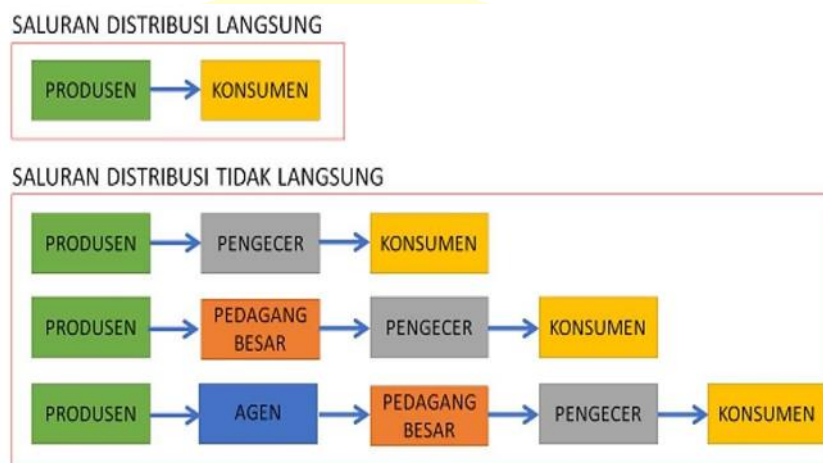 SALURAN DISTRIBUSI LANGSUNG
PRODUSEN KONSUMEN
SALURAN DISTRIBUSI TIDAK LANGSUNG
PRODUSEN PENGECER KONSUMEN
PRODUSEN PEDAGANG BESAR PENGECER KONSUMEN
PRODUSEN AGEN PEDAGANG BESAR PENGECER KONSUMEN